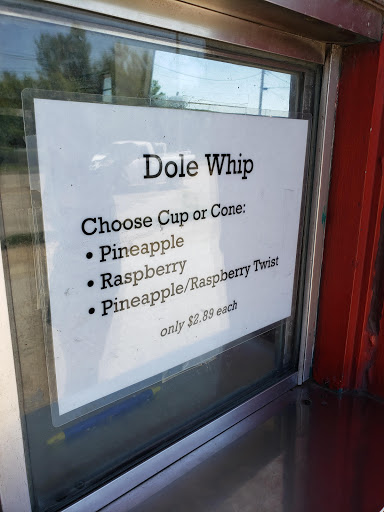 Dole Whip
Choose Cup or Cone:
• Pineapple
• Raspberry
• Pineapple/Raspberry Twist
only $2.89 each